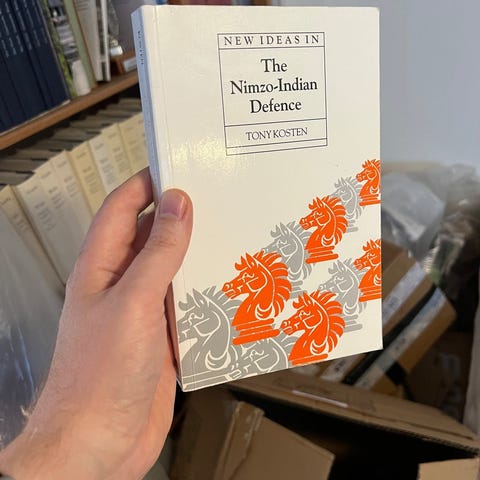 NEW IDEAS IN
The
Nimzo-Indian
Defence
TONY KOSTEN